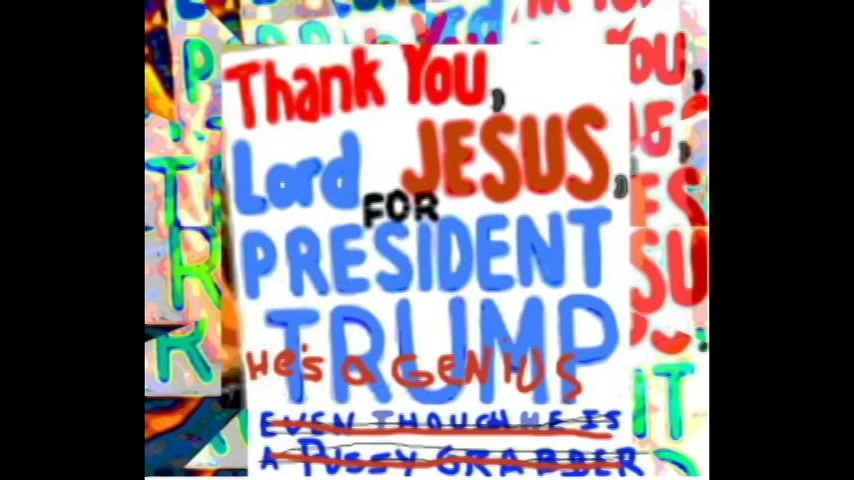 Thank You,
Lord JESUS,
FOR
PRESIDENT
TRUMP
HE'S a GENIUS
EVEN THOUGH HE IS
A PUSSY GRABBER